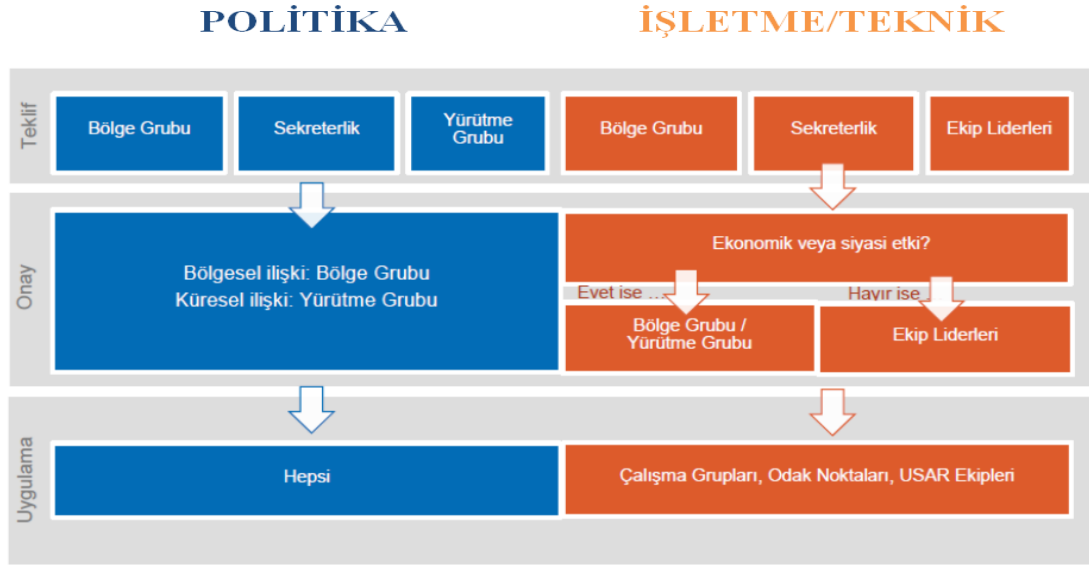 POLİTİKA
İŞLETME/TEKNİK
Teklif
Bölge Grubu
Sekreterlik
Yürütme
Grubu
Bölge Grubu
Sekreterlik
Ekip Liderleri
Onay
Bölgesel ilişki: Bölge Grubu
Küresel ilişki: Yürütme Grubu
Ekonomik veya siyasi etki?
Evet ise ...
Hayır ise ...
Bölge Grubu /
Yürütme Grubu
Ekip Liderleri
Uygulama
Hepsi
Çalışma Grupları, Odak Noktaları, USAR Ekipleri